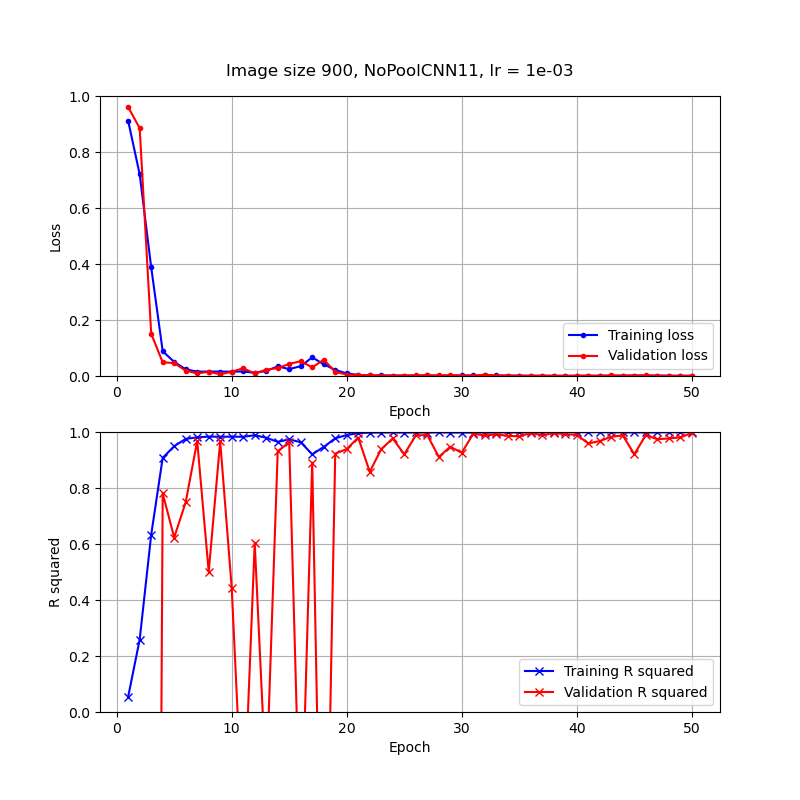 Image size 900, NoPoolCNN11, lr = 1e-03
1.0
0.8
0.6
0.4
0.2
0.0
Loss
0 10 20 30 40 50
Epoch
Training loss
Validation loss
1.0
0.8
0.6
0.4
0.2
0.0
R squared
0 10 20 30 40 50
Epoch
Training R squared
Validation R squared